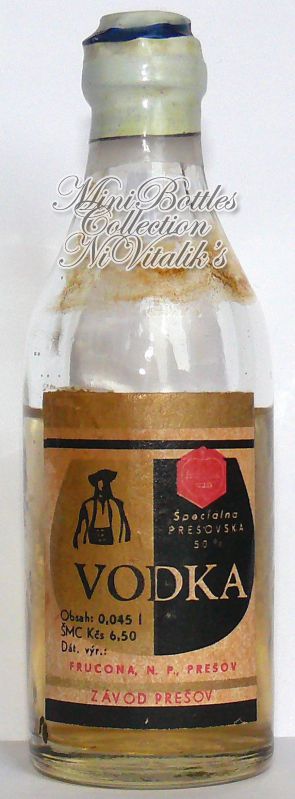 Mini Bottles
Collection
NiVitalik's
Špecialna
PREŠOVSKÁ
50 %
VODKA
Obsah: 0,045 l
ŠMC Kčs 6,50
Dát. výr.:
FRUCONA, N. P., PREŠOV
ZÁVOD PREŠOV